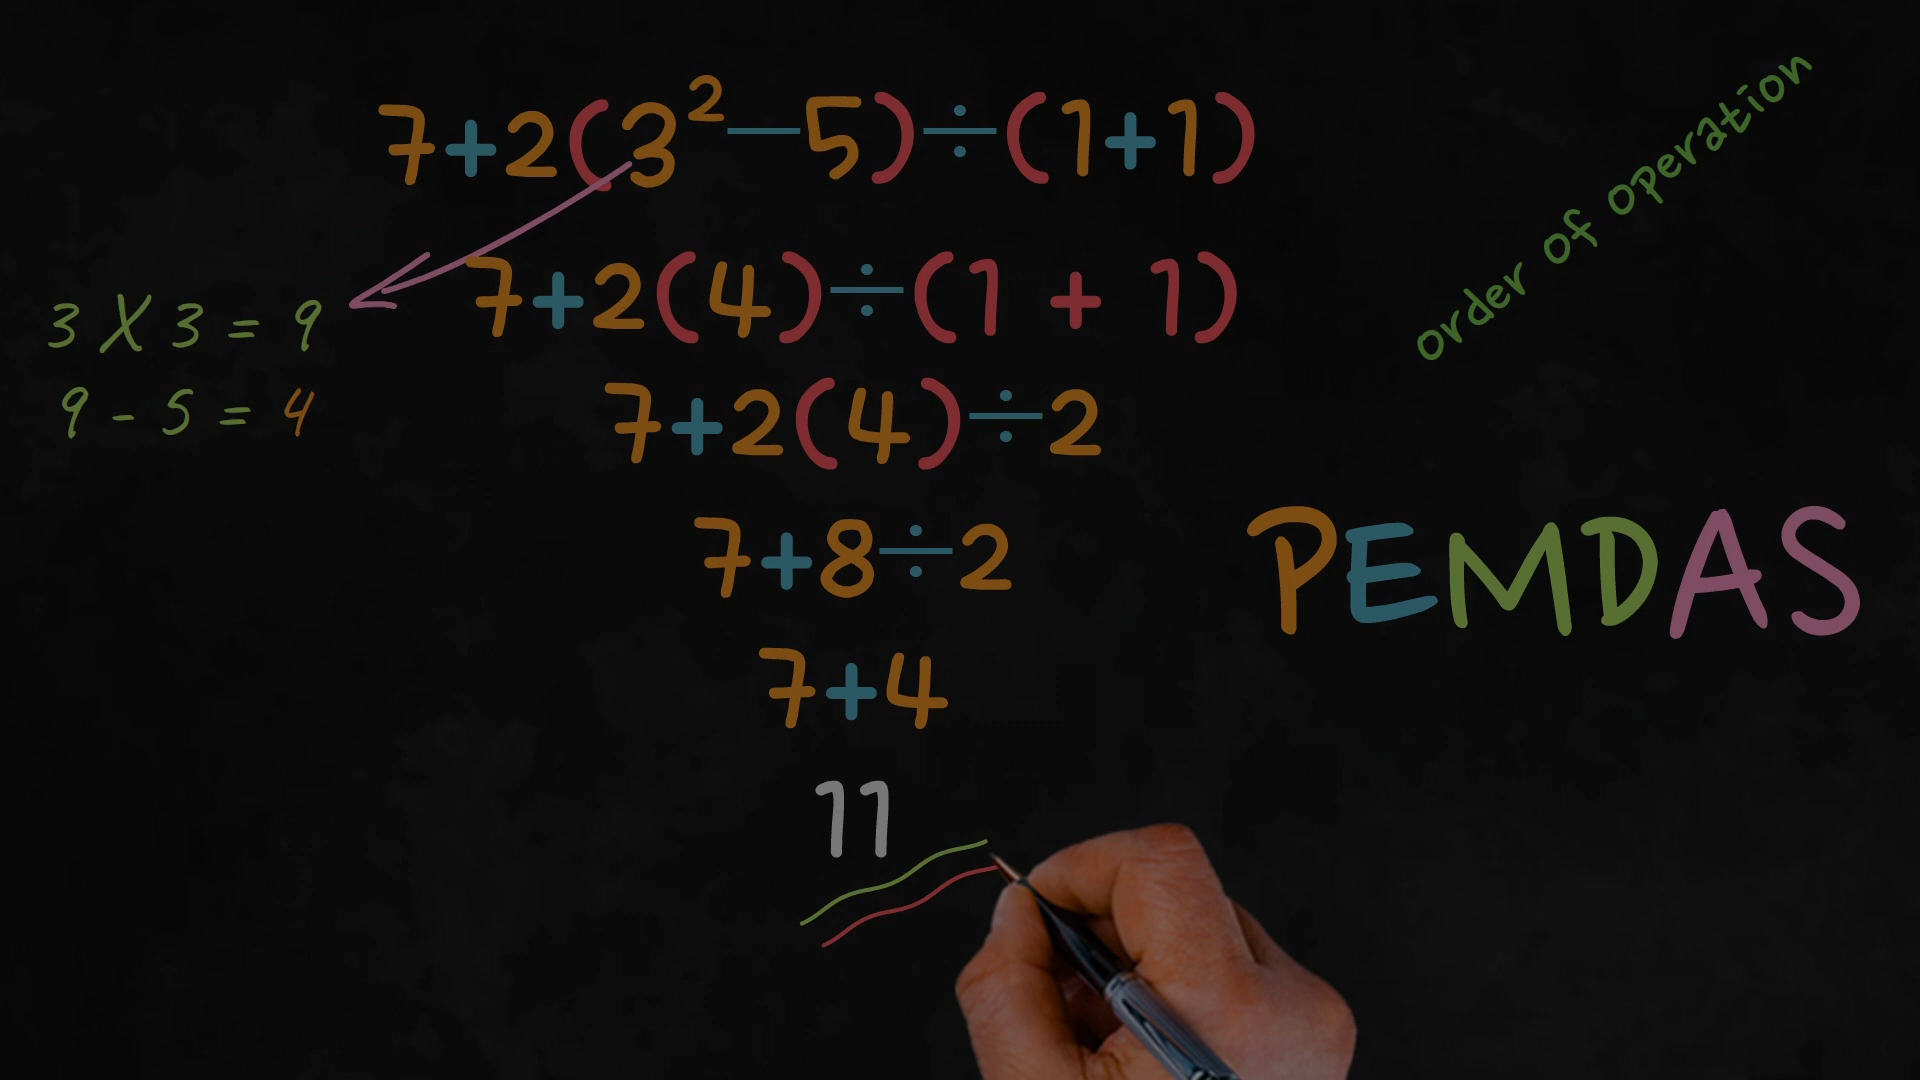 7+2(3²−5)÷(1+1)
order of operation
7+2(4)÷(1 + 1)
3 X 3 = 9
9 - 5 = 4
7+2(4)÷2
7+8÷2
PEMDAS
7+4
11